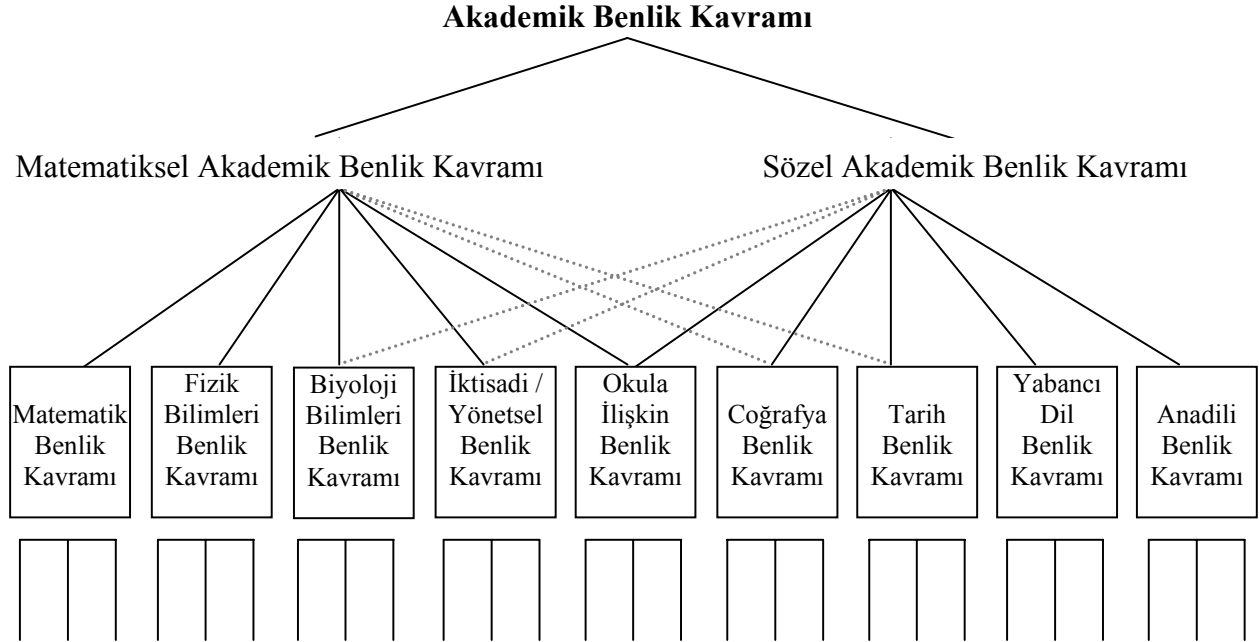 Akademik Benlik Kavramı
Matematiksel Akademik Benlik Kavramı
Sözel Akademik Benlik Kavramı
Matematik
Benlik
Kavramı
Fizik
Bilimleri
Benlik
Kavramı
Biyoloji
Bilimleri
Benlik
Kavramı
İktisadi /
Yönetsel
Benlik
Kavramı
Okula
İlişkin
Benlik
Kavramı
Coğrafya
Benlik
Kavramı
Tarih
Benlik
Kavramı
Yabancı
Dil
Benlik
Kavramı
Anadili
Benlik
Kavramı